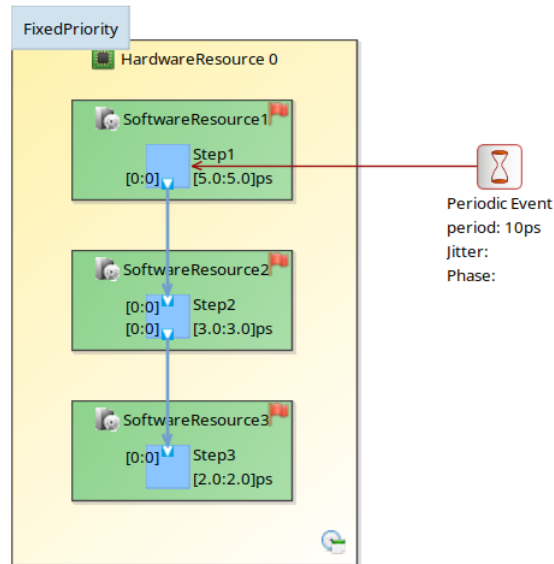 FixedPriority
HardwareResource 0
SoftwareResource1
Step1
[0:0] [5.0:5.0]ps
Periodic Event
period: 10ps
Jitter:
Phase:
SoftwareResource2
[0:0] Step2
[0:0] [3.0:3.0]ps
SoftwareResource3
[0:0] Step3
[2.0:2.0]ps